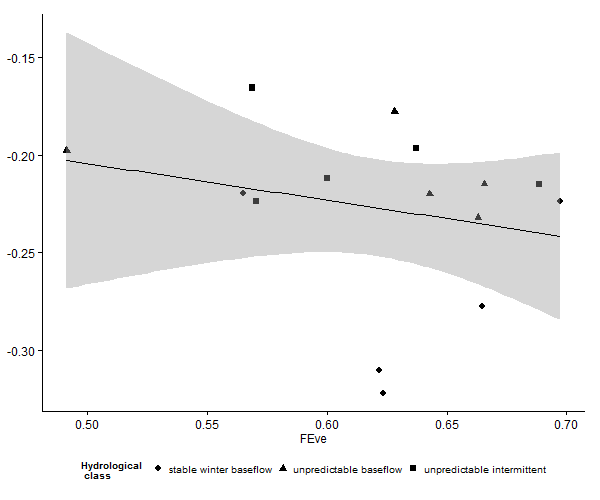 -0.15
-0.20
-0.25
-0.30
0.50 0.55 0.60 0.65 0.70
FEve
Hydrological
class
stable winter baseflow unpredictable baseflow unpredictable intermittent